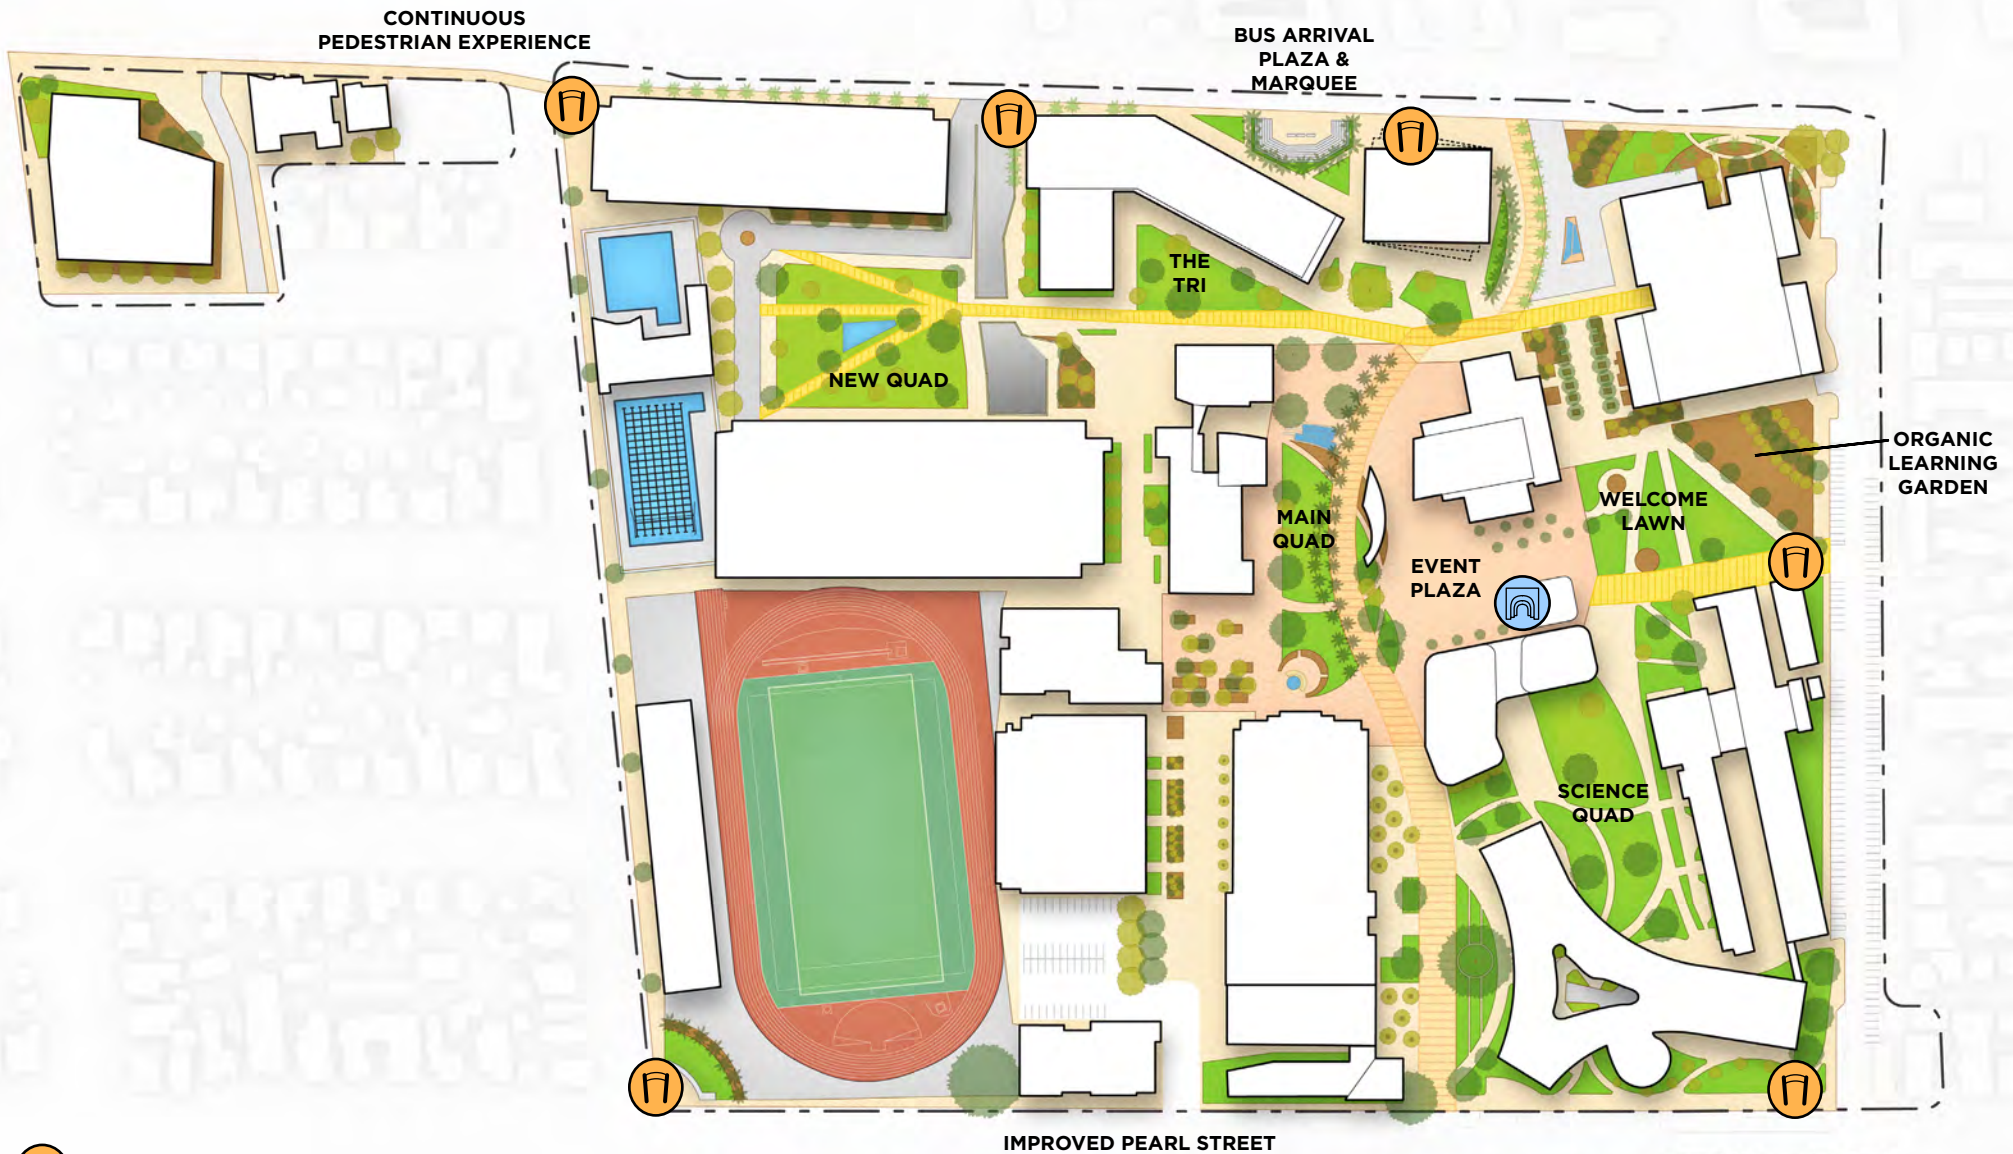 CONTINUOUS
PEDESTRIAN EXPERIENCE
BUS ARRIVAL
PLAZA &
MARQUEE
THE
TRI
NEW QUAD
ORGANIC
LEARNING
GARDEN
WELCOME
LAWN
MAIN
QUAD
EVENT
PLAZA
SCIENCE
QUAD
IMPROVED PEARL STREET